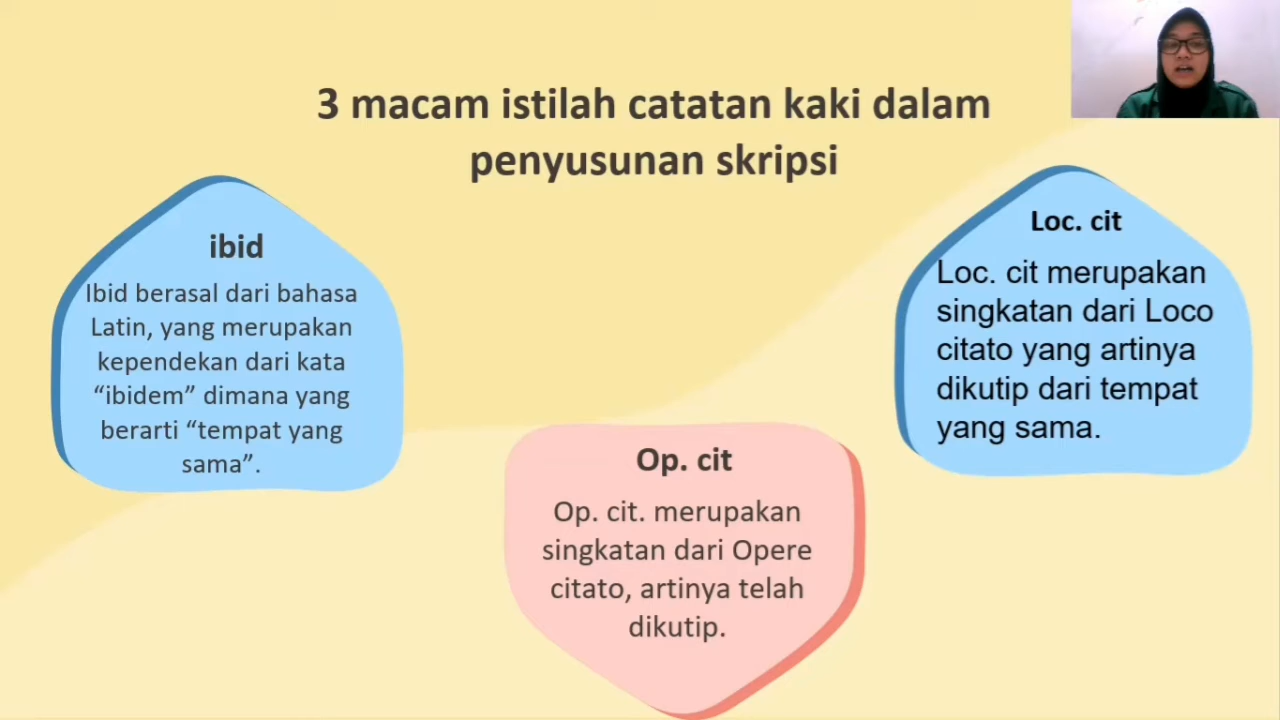 3 macam istilah catatan kaki dalam
penyusunan skripsi
ibid
Ibid berasal dari bahasa
Latin, yang merupakan
kependekan dari kata
“ibidem” dimana yang
berarti “tempat yang
sama”.
Op. cit
Op. cit. merupakan
singkatan dari Opere
citato, artinya telah
dikutip.
Loc. cit
Loc. cit merupakan
singkatan dari Loco
citato yang artinya
dikutip dari tempat
yang sama.